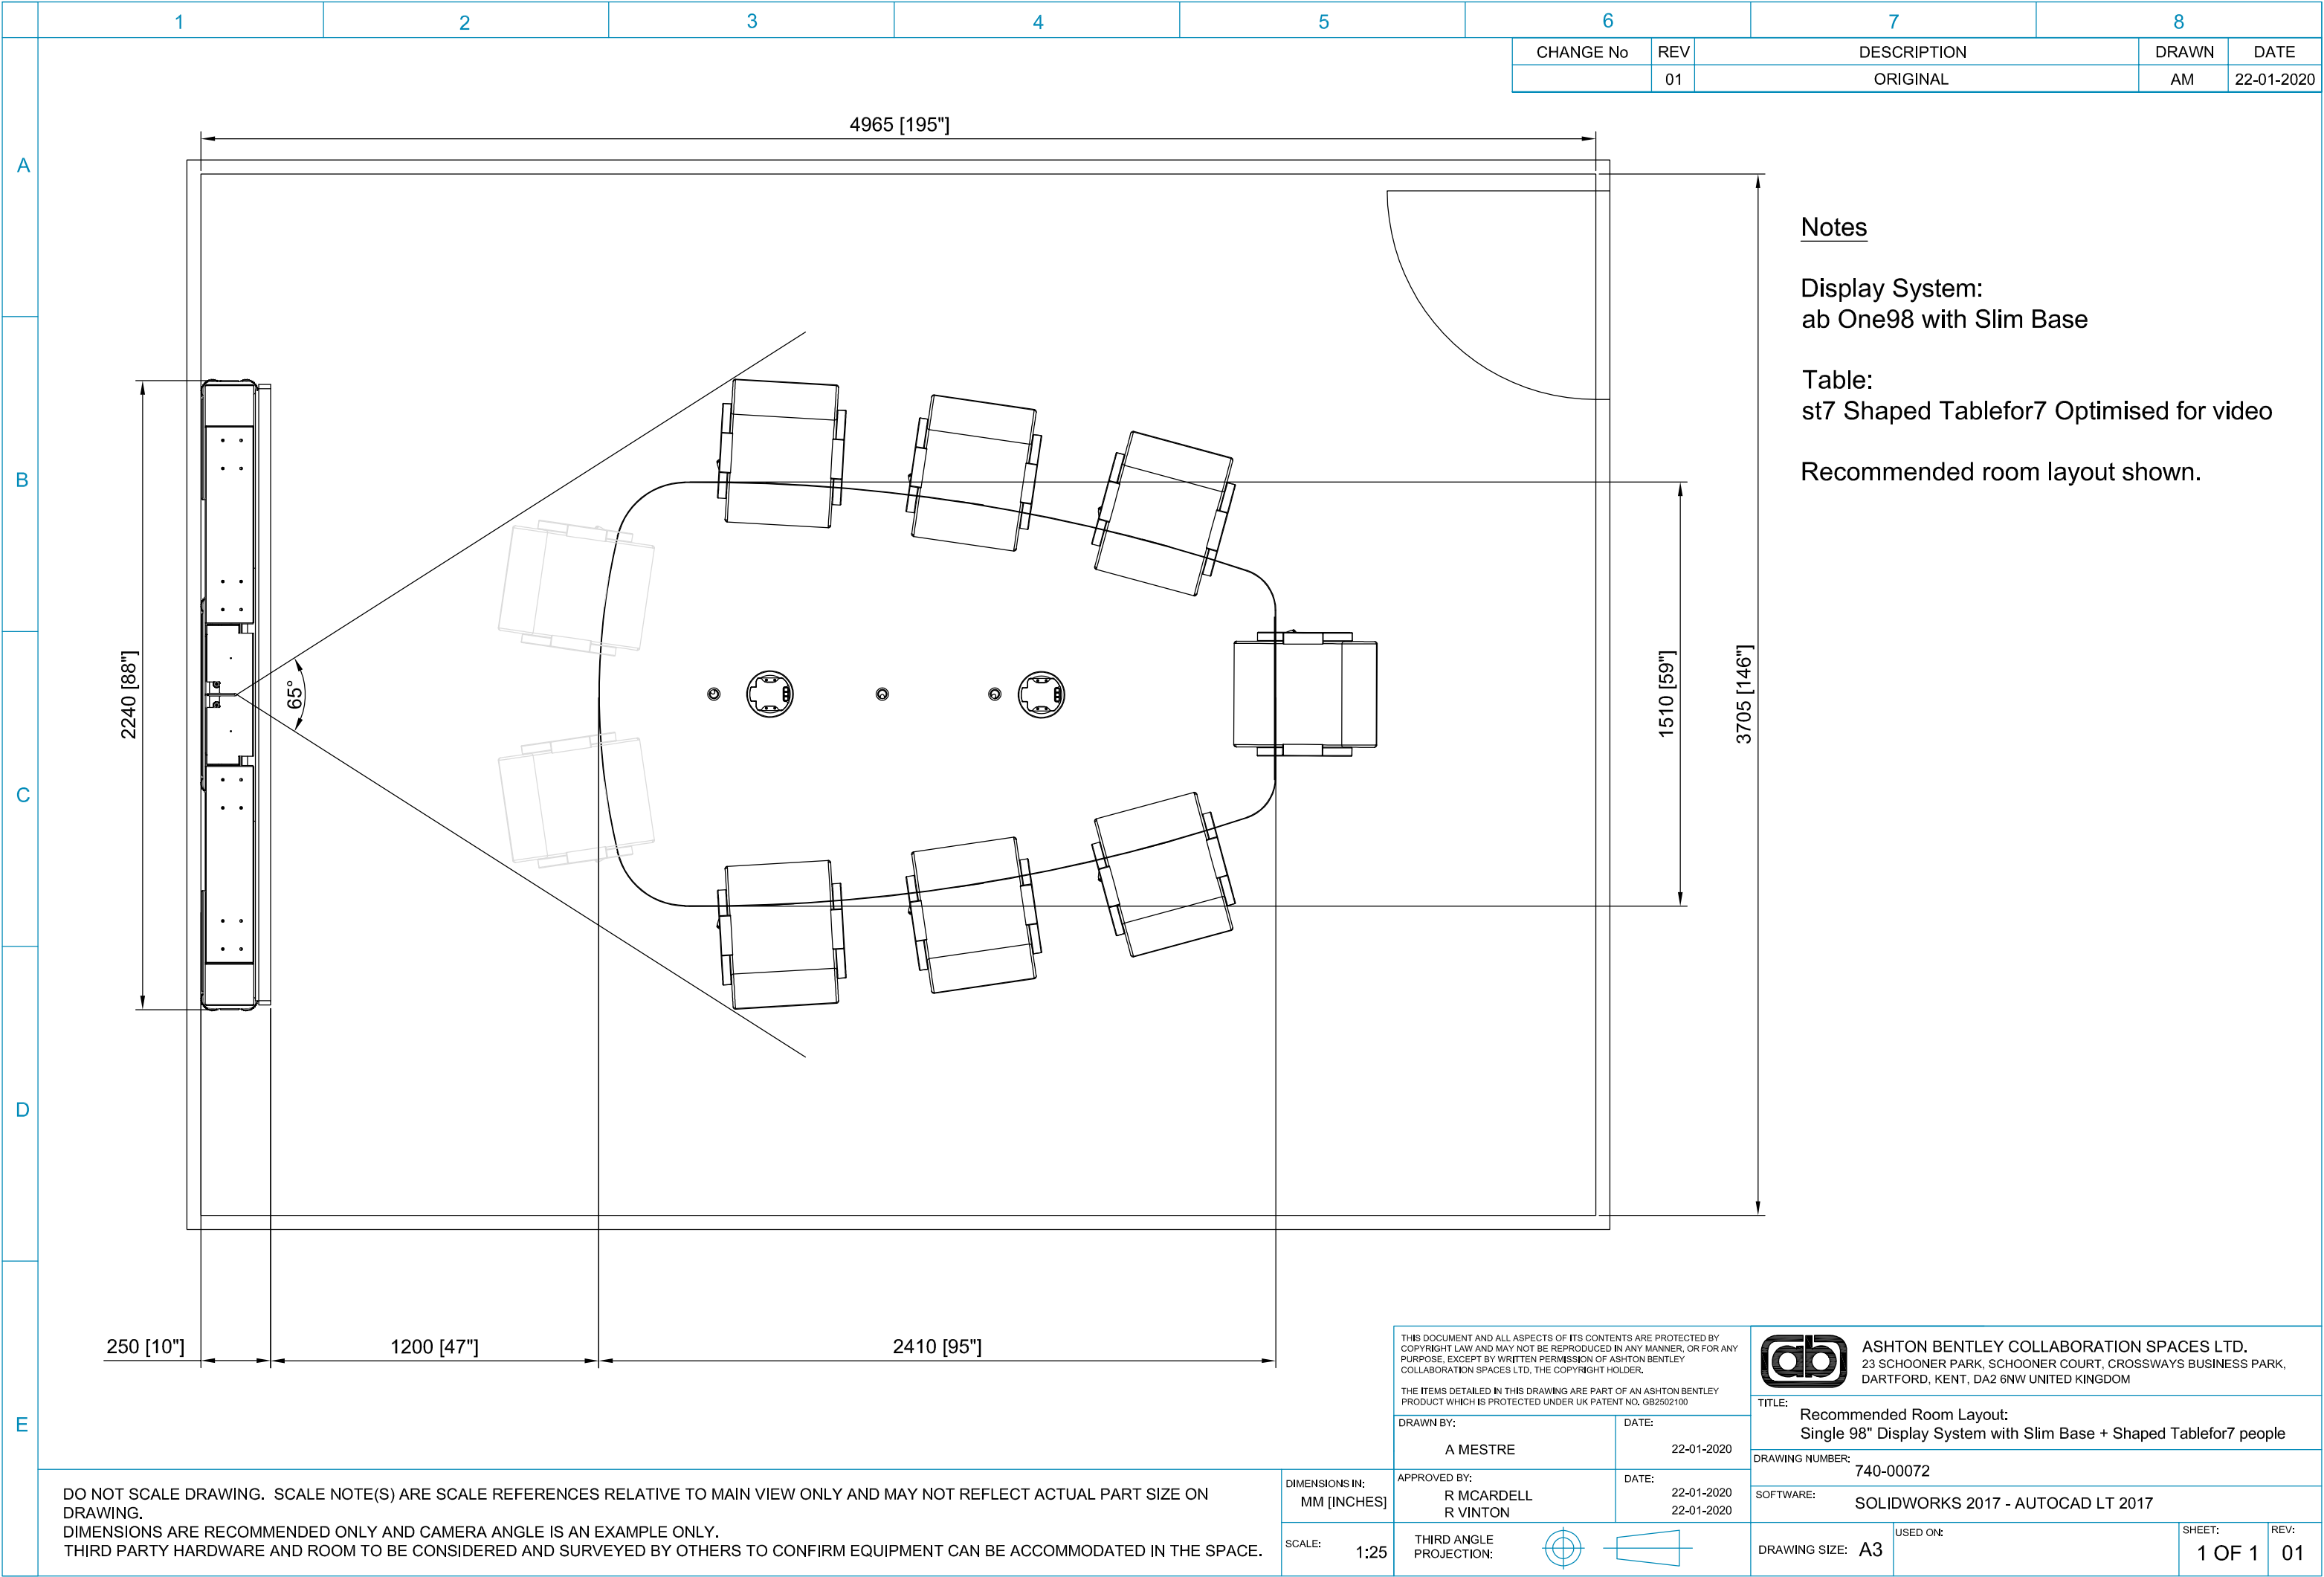 1 2 3 4 5 6 7 8
CHANGE No REV DESCRIPTION DRAWN DATE
01 ORIGINAL AM 22-01-2020
A
B
C
D
E
4965 [195"]
2240 [88"]
65°
1510 [59"]
3705 [146"]
250 [10"]
1200 [47"]
2410 [95"]
Notes
Display System:
ab One98 with Slim Base
Table:
st7 Shaped Tablefor7 Optimised for video
Recommended room layout shown.
DO NOT SCALE DRAWING. SCALE NOTE(S) ARE SCALE REFERENCES RELATIVE TO MAIN VIEW ONLY AND MAY NOT REFLECT ACTUAL PART SIZE ON
DRAWING.
DIMENSIONS ARE RECOMMENDED ONLY AND CAMERA ANGLE IS AN EXAMPLE ONLY.
THIRD PARTY HARDWARE AND ROOM TO BE CONSIDERED AND SURVEYED BY OTHERS TO CONFIRM EQUIPMENT CAN BE ACCOMMODATED IN THE SPACE.
DIMENSIONS IN:
MM [INCHES]
SCALE:
1:25
THIS DOCUMENT AND ALL ASPECTS OF ITS CONTENTS ARE PROTECTED BY
COPYRIGHT LAW AND MAY NOT BE REPRODUCED IN ANY MANNER, OR FOR ANY
PURPOSE, EXCEPT BY WRITTEN PERMISSION OF ASHTON BENTLEY
COLLABORATION SPACES LTD, THE COPYRIGHT HOLDER.
THE ITEMS DETAILED IN THIS DRAWING ARE PART OF AN ASHTON BENTLEY
PRODUCT WHICH IS PROTECTED UNDER UK PATENT NO. GB2502100
DRAWN BY:
A MESTRE
DATE:
22-01-2020
APPROVED BY:
R MCARDELL
R VINTON
DATE:
22-01-2020
22-01-2020
THIRD ANGLE
PROJECTION:
ab
ASHTON BENTLEY COLLABORATION SPACES LTD.
23 SCHOONER PARK, SCHOONER COURT, CROSSWAYS BUSINESS PARK,
DARTFORD, KENT, DA2 6NW UNITED KINGDOM
TITLE:
Recommended Room Layout:
Single 98" Display System with Slim Base + Shaped Tablefor7 people
DRAWING NUMBER:
740-00072
SOFTWARE:
SOLIDWORKS 2017 - AUTOCAD LT 2017
DRAWING SIZE: A3
USED ON:
SHEET:
1 OF 1
REV:
01